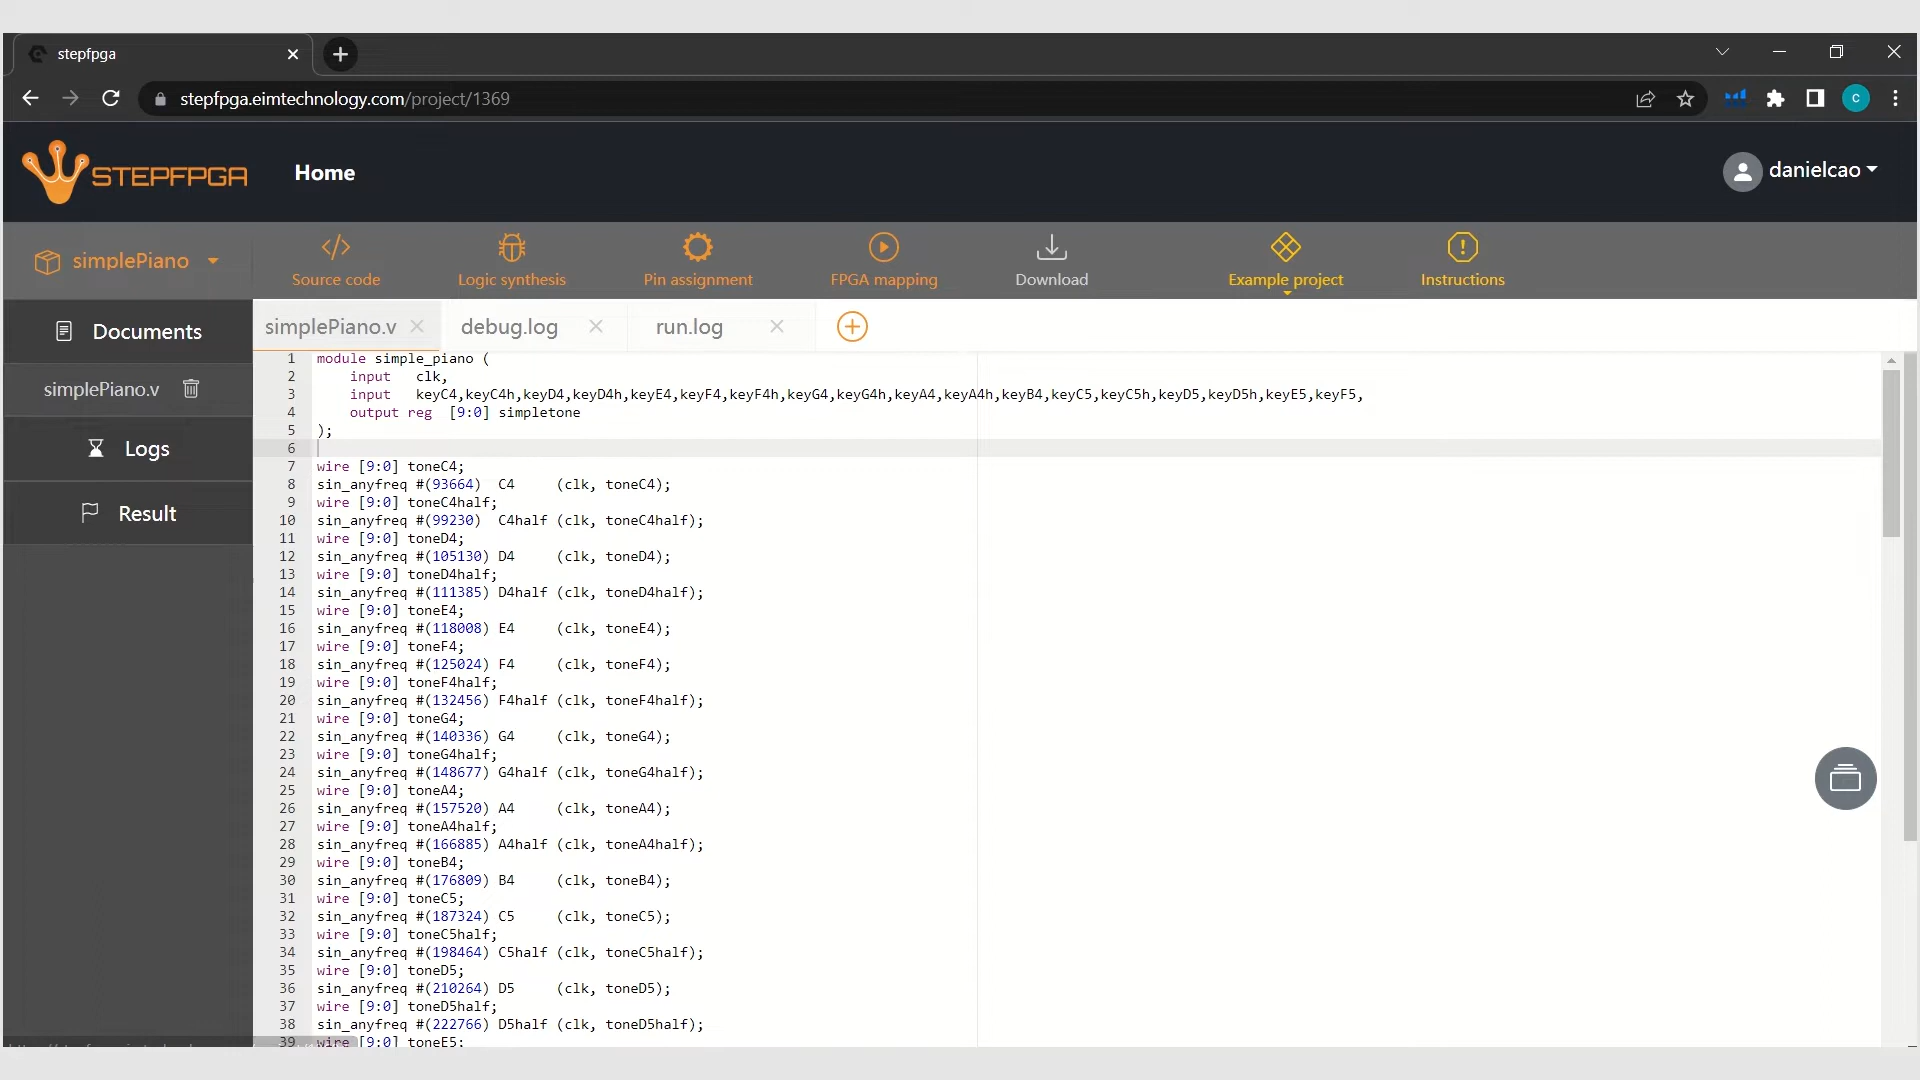 stepfpga
stepfpga.eimtechnology.com/project/1369
c
STEPFPGA
Home
danielcao
simplePiano
Source code
Logic synthesis
Pin assignment
FPGA mapping
Download
Example project
Instructions
Documents
simplePiano.v
Logs
Result
simplePiano.v
debug.log
run.log
1 module simple_piano (
2 input clk,
3 input keyC4,keyC4h,keyD4,keyD4h,keyE4,keyF4,keyF4h,keyG4,keyG4h,keyA4,keyA4h,keyB4,keyC5,keyC5h,keyD5,keyD5h,keyE5,keyF5,
4 output reg [9:0] simpletone
5 );
6
7 wire [9:0] toneC4;
8 sin_anyfreq #(93664) C4 (clk, toneC4);
9 wire [9:0] toneC4half;
10 sin_anyfreq #(99230) C4half (clk, toneC4half);
11 wire [9:0] toneD4;
12 sin_anyfreq #(105130) D4 (clk, toneD4);
13 wire [9:0] toneD4half;
14 sin_anyfreq #(111385) D4half (clk, toneD4half);
15 wire [9:0] toneE4;
16 sin_anyfreq #(118008) E4 (clk, toneE4);
17 wire [9:0] toneF4;
18 sin_anyfreq #(125024) F4 (clk, toneF4);
19 wire [9:0] toneF4half;
20 sin_anyfreq #(132456) F4half (clk, toneF4half);
21 wire [9:0] toneG4;
22 sin_anyfreq #(140336) G4 (clk, toneG4);
23 wire [9:0] toneG4half;
24 sin_anyfreq #(148677) G4half (clk, toneG4half);
25 wire [9:0] toneA4;
26 sin_anyfreq #(157520) A4 (clk, toneA4);
27 wire [9:0] toneA4half;
28 sin_anyfreq #(166885) A4half (clk, toneA4half);
29 wire [9:0] toneB4;
30 sin_anyfreq #(176809) B4 (clk, toneB4);
31 wire [9:0] toneC5;
32 sin_anyfreq #(187324) C5 (clk, toneC5);
33 wire [9:0] toneC5half;
34 sin_anyfreq #(198464) C5half (clk, toneC5half);
35 wire [9:0] toneD5;
36 sin_anyfreq #(210264) D5 (clk, toneD5);
37 wire [9:0] toneD5half;
38 sin_anyfreq #(222766) D5half (clk, toneD5half);
39 wire [9:0] toneE5;